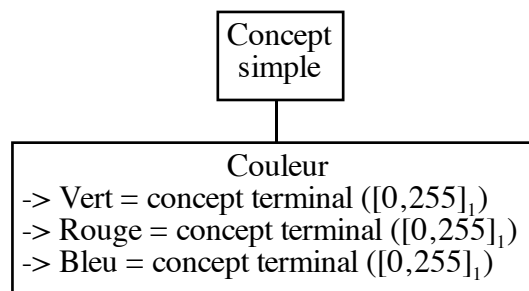 Concept
simple
Couleur
-> Vert = concept terminal ([0,255]₁)
-> Rouge = concept terminal ([0,255]₁)
-> Bleu = concept terminal ([0,255]₁)